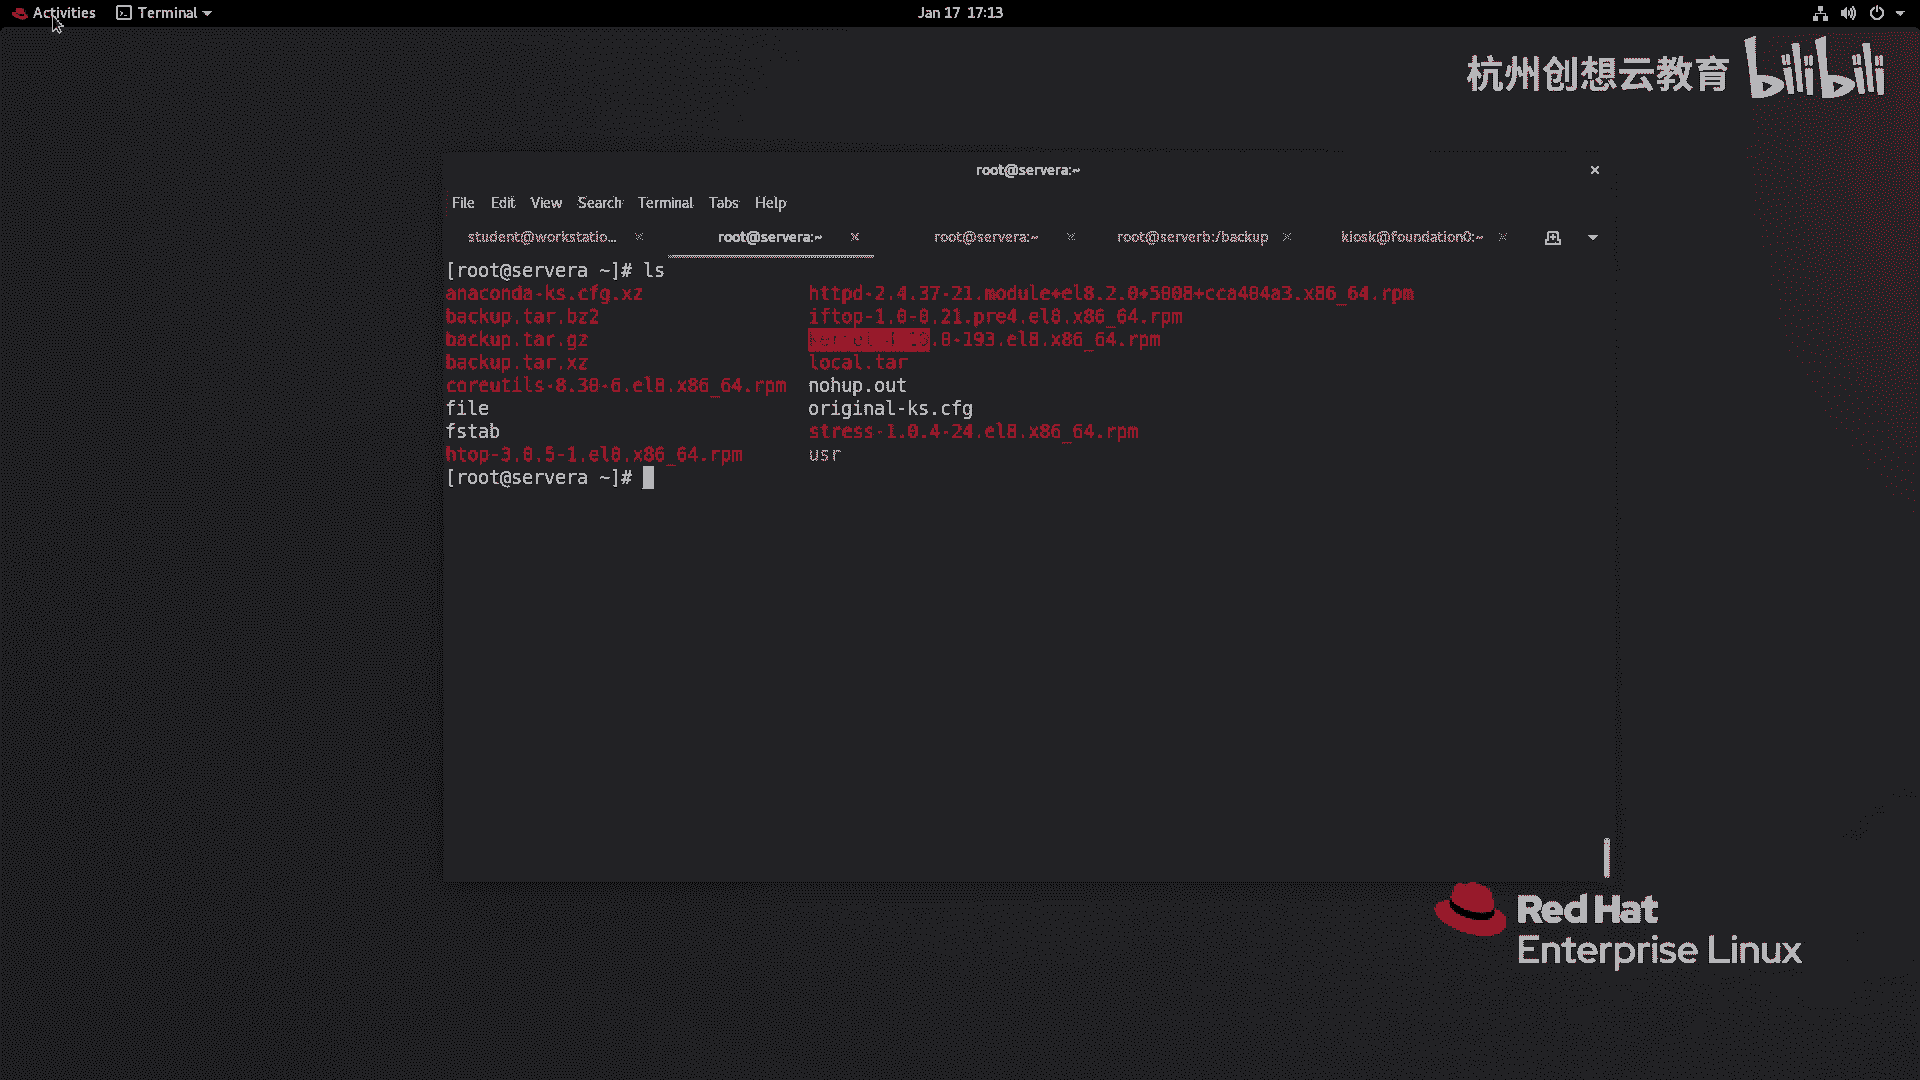 Activities Terminal Jan 17 17:13
杭州创想云教育 bilibili
root@servera:~
File Edit View Search Terminal Tabs Help
student@workstatio... root@servera:~ root@servera:~ root@serverb:/backup kiosk@foundation0:~
[root@servera ~]# ls
anaconda-ks.cfg.xz httpd-2.4.37-21.module+el8.2.0+5008+cca404a3.x86_64.rpm
backup.tar.bz2 iftop-1.0-0.21.pre4.el8.x86_64.rpm
backup.tar.gz .0-193.el8.x86_64.rpm
backup.tar.xz local.tar
coreutils-8.30-6.el8.x86_64.rpm nohup.out
file original-ks.cfg
fstab stress-1.0.4-24.el8.x86_64.rpm
htop-3.0.5-1.el8.x86_64.rpm usr
[root@servera ~]#
Red Hat
Enterprise Linux